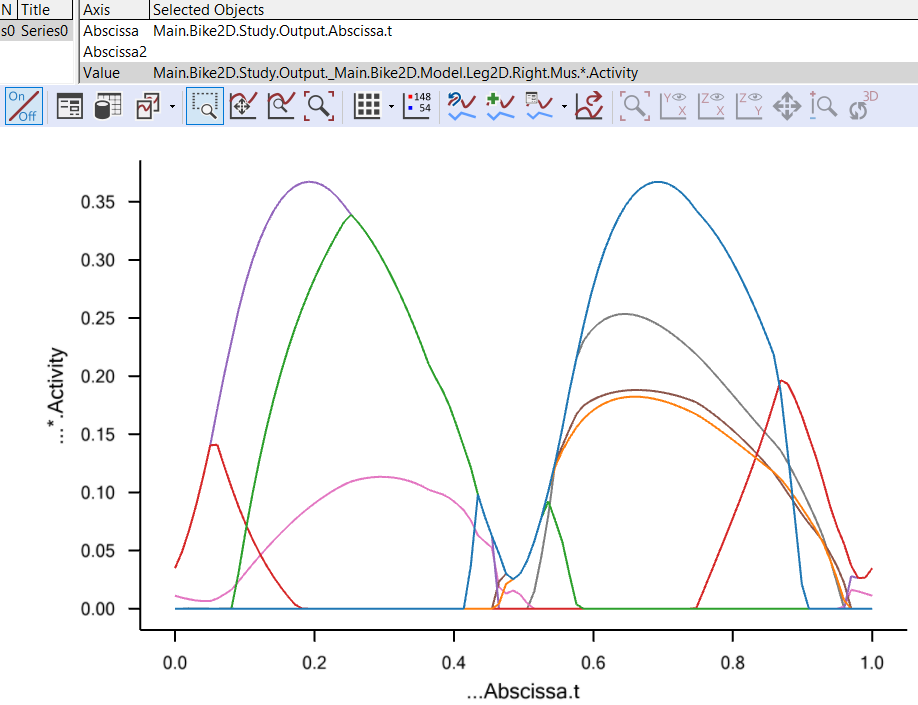 N Title Axis Selected Objects
s0 Series0 Abscissa Main.Bike2D.Study.Output.Abscissa.t
Abscissa2
Value Main.Bike2D.Study.Output._Main.Bike2D.Model.Leg2D.Right.Mus.*.Activity
On
Off
148
54
Y
X
Z
X
Z
Y
3D
0.35
0.30
0.25
0.20
0.15
0.10
0.05
0.00
...*.Activity
0.0 0.2 0.4 0.6 0.8 1.0
...Abscissa.t